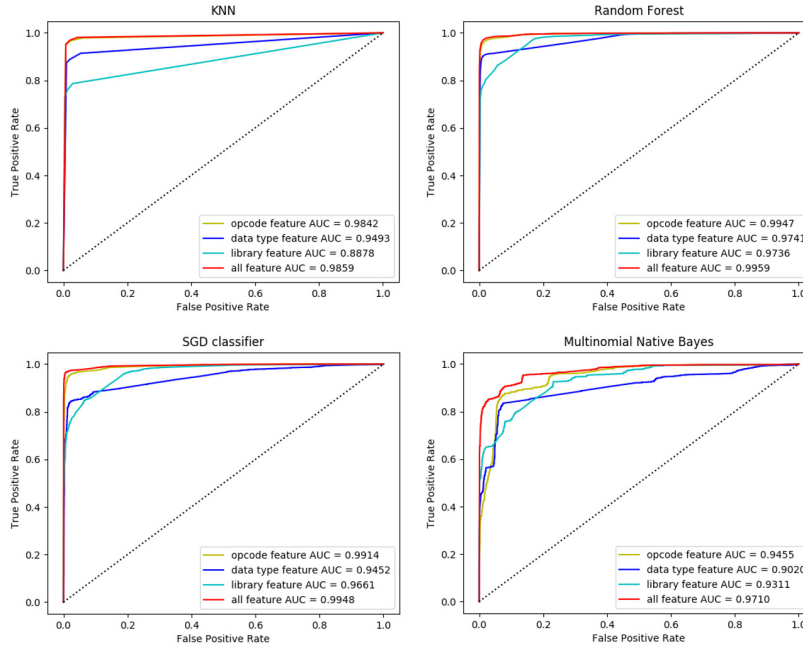 KNN
True Positive Rate
1.0
0.8
0.6
0.4
0.2
0.0
opcode feature AUC = 0.9842
data type feature AUC = 0.9493
library feature AUC = 0.8878
all feature AUC = 0.9859
0.0 0.2 0.4 0.6 0.8 1.0
False Positive Rate
Random Forest
True Positive Rate
1.0
0.8
0.6
0.4
0.2
0.0
opcode feature AUC = 0.9947
data type feature AUC = 0.9741
library feature AUC = 0.9736
all feature AUC = 0.9959
0.0 0.2 0.4 0.6 0.8 1.0
False Positive Rate
SGD classifier
True Positive Rate
1.0
0.8
0.6
0.4
0.2
0.0
opcode feature AUC = 0.9914
data type feature AUC = 0.9452
library feature AUC = 0.9661
all feature AUC = 0.9948
0.0 0.2 0.4 0.6 0.8 1.0
False Positive Rate
Multinomial Native Bayes
True Positive Rate
1.0
0.8
0.6
0.4
0.2
0.0
opcode feature AUC = 0.9455
data type feature AUC = 0.9020
library feature AUC = 0.9311
all feature AUC = 0.9710
0.0 0.2 0.4 0.6 0.8 1.0
False Positive Rate